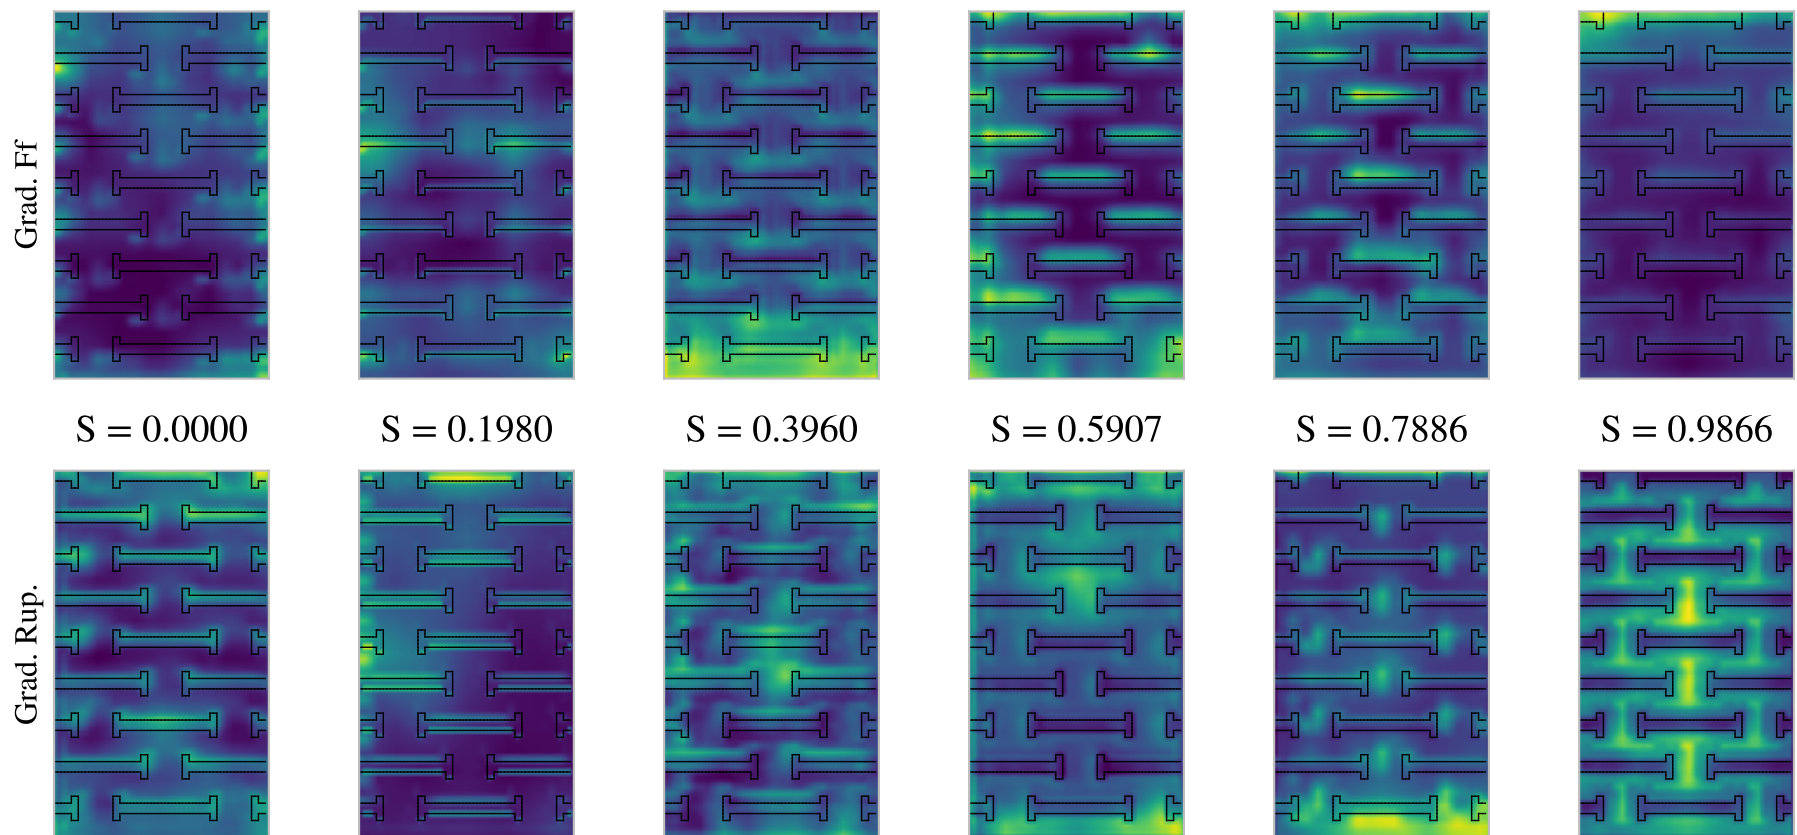 Grad. Ff
S = 0.0000 S = 0.1980 S = 0.3960 S = 0.5907 S = 0.7886 S = 0.9866
Grad. Rup.